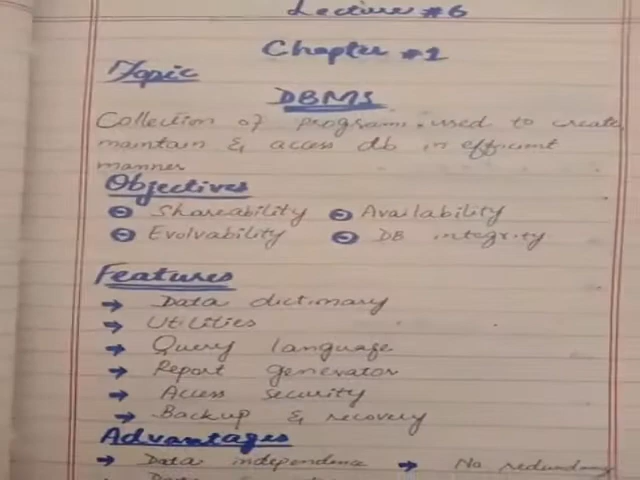 Lecture #6
Chapter #1
Topic
DBMS
Collection of programs used to create,
maintain & access db in efficient
manner
Objectives
Shareability Availability
Evolvability DB integrity
Features
→ Data dictionary
→ Utilities
→ Query language
→ Report generator
→ Access security
→ Backup & recovery
Advantages
→ Data independence → No redundancy
Data